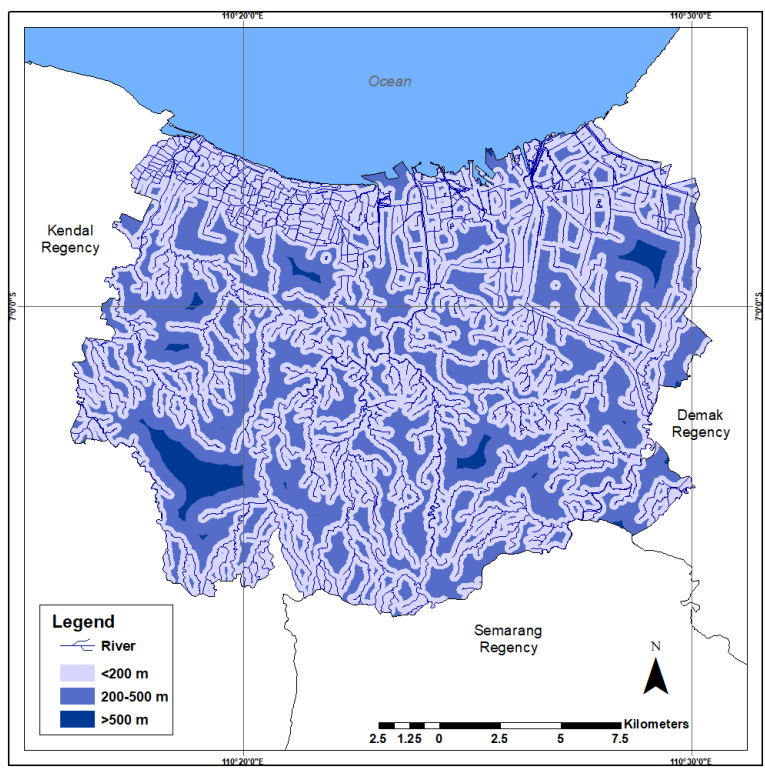 110°20'0"E
110°30'0"E
Ocean
Kendal
Regency
7°0'0"S
7°0'0"S
Demak
Regency
Legend
River
<200 m
200-500 m
>500 m
Semarang
Regency
N
Kilometers
2.5 1.25 0 2.5 5 7.5
110°20'0"E
110°30'0"E